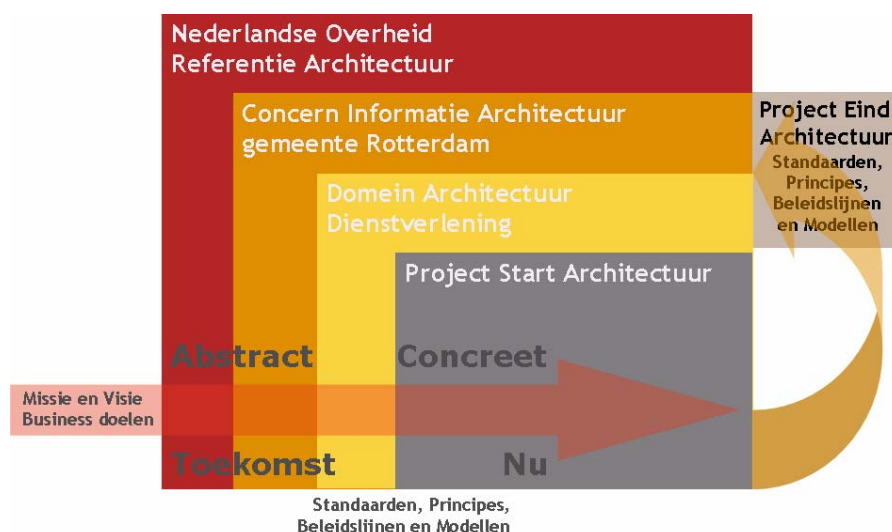 Nederlandse Overheid
Referentie Architectuur
Concern Informatie Architectuur
gemeente Rotterdam
Project Eind
Architectuur
Standaarden,
Principes,
Beleidslijnen
en Modellen
Domein Architectuur
Dienstverlening
Project Start Architectuur
Abstract Concreet
Missie en Visie
Business doelen
Toekomst Nu
Standaarden, Principes,
Beleidslijnen en Modellen